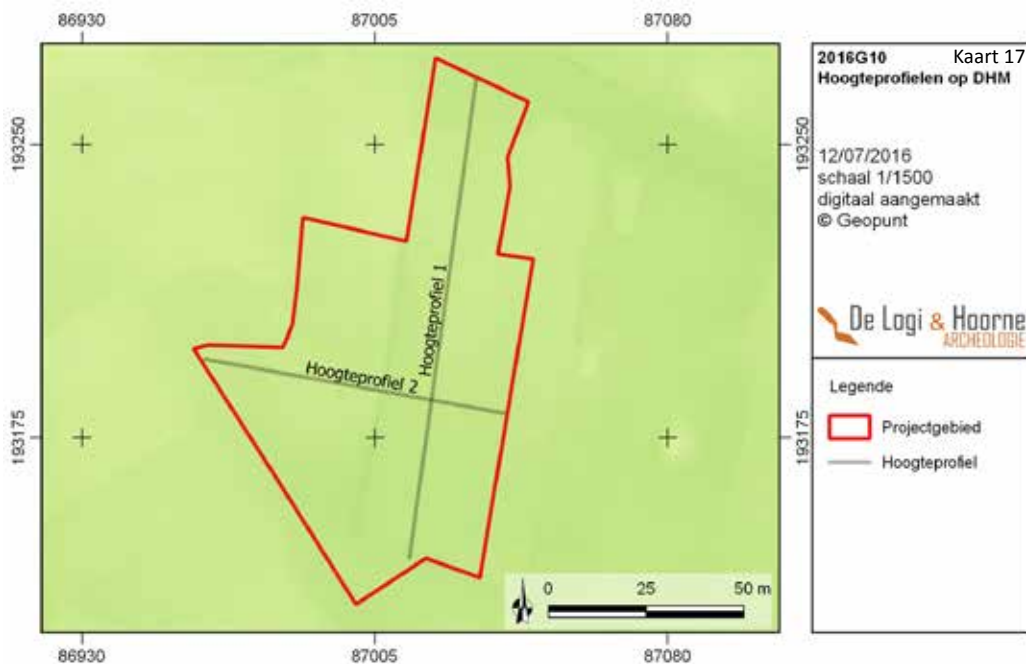 86930
87005
87080
193250
193250
193175
193175
Hoogteprofiel 1
Hoogteprofiel 2
0
25
50 m
86930
87005
87080
2016G10
Kaart 17
Hoogteprofielen op DHM
12/07/2016
schaal 1/1500
digitaal aangemaakt
© Geopunt
De Logi & Hoorne
ARCHEOLOGIE
Legende
Projectgebied
Hoogteprofiel